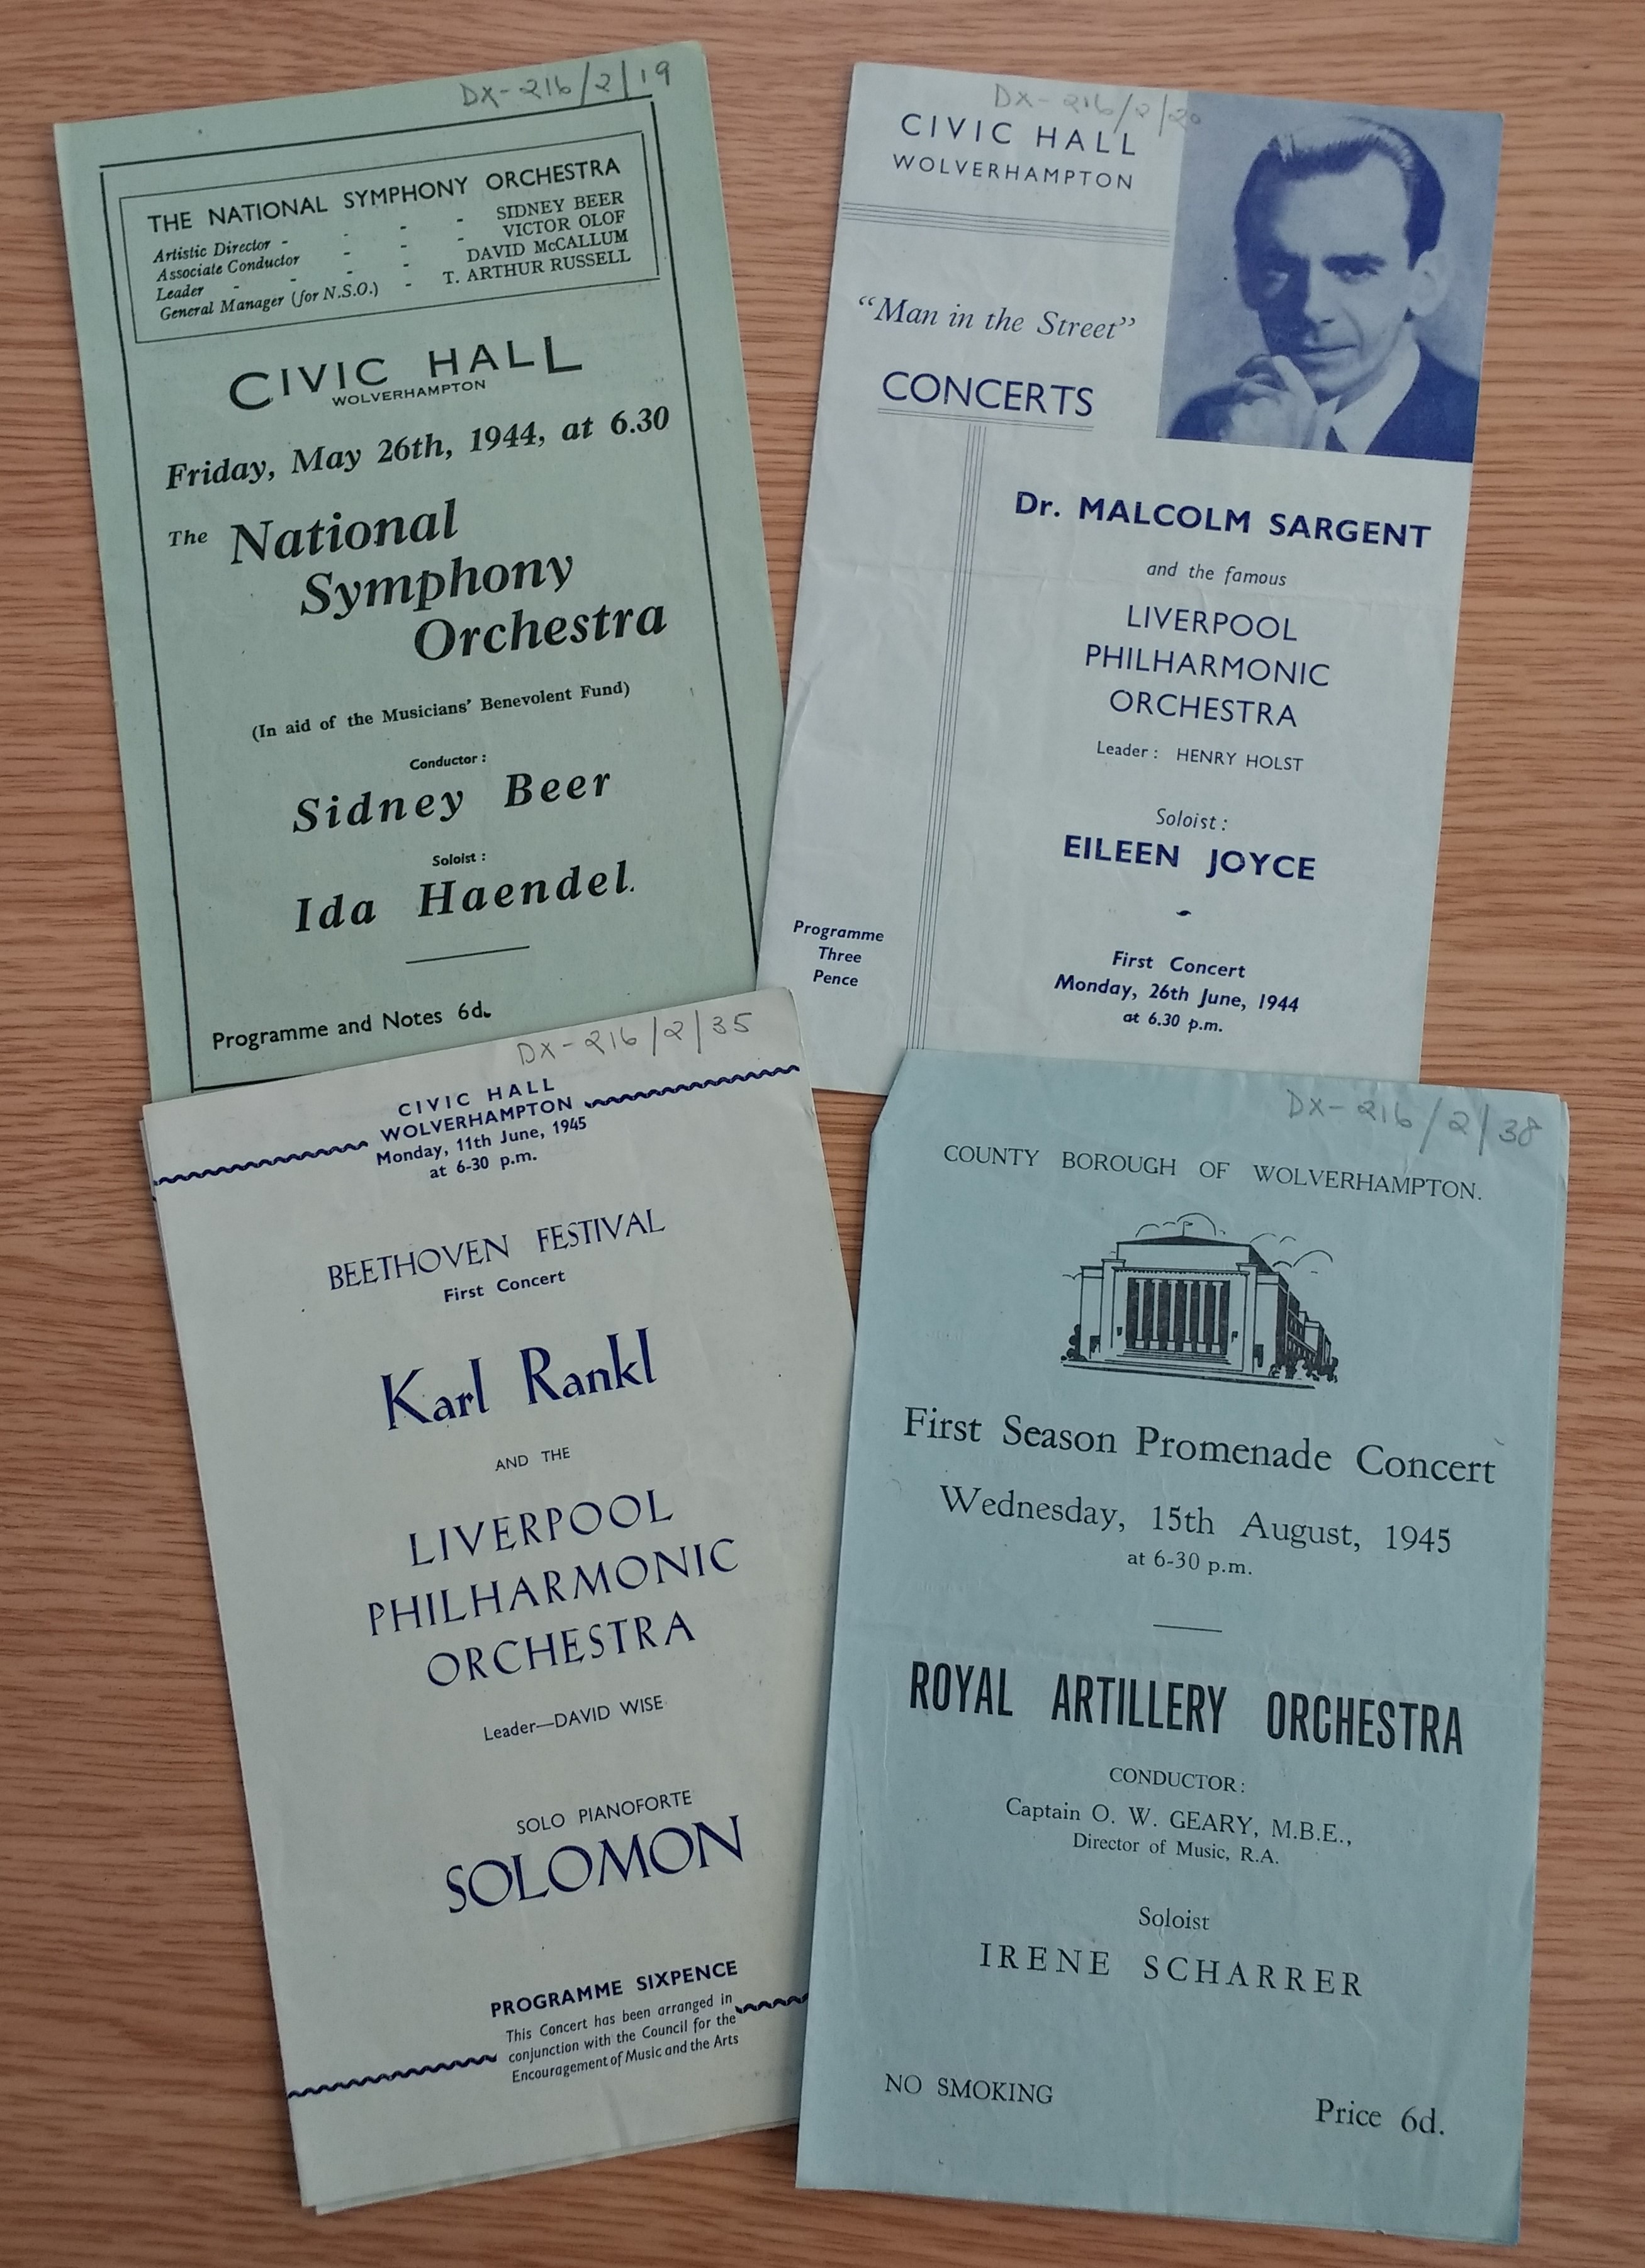 DX-216/2/19
THE NATIONAL SYMPHONY ORCHESTRA
Artistic Director - - - - SIDNEY BEER
Associate Conductor - - - VICTOR OLOF
Leader - - - - DAVID McCALLUM
General Manager (for N.S.O.) - T. ARTHUR RUSSELL
CIVIC HALL
WOLVERHAMPTON
Friday, May 26th, 1944, at 6.30
The National
Symphony
Orchestra
(In aid of the Musicians' Benevolent Fund)
Conductor :
Sidney Beer
Soloist :
Ida Haendel.
Programme and Notes 6d.
DX-216/2/20
CIVIC HALL
WOLVERHAMPTON
"Man in the Street"
CONCERTS
Dr. MALCOLM SARGENT
and the famous
LIVERPOOL
PHILHARMONIC
ORCHESTRA
Leader : HENRY HOLST
Soloist :
EILEEN JOYCE
Programme
Three
Pence
First Concert
Monday, 26th June, 1944
at 6.30 p.m.
DX-216/2/35
CIVIC HALL
WOLVERHAMPTON
Monday, 11th June, 1945
at 6-30 p.m.
BEETHOVEN FESTIVAL
First Concert
Karl Rankl
AND THE
LIVERPOOL
PHILHARMONIC
ORCHESTRA
Leader—DAVID WISE
SOLO PIANOFORTE
SOLOMON
PROGRAMME SIXPENCE
This Concert has been arranged in
conjunction with the Council for the
Encouragement of Music and the Arts
DX-216/2/38
COUNTY BOROUGH OF WOLVERHAMPTON.
First Season Promenade Concert
Wednesday, 15th August, 1945
at 6-30 p.m.
ROYAL ARTILLERY ORCHESTRA
CONDUCTOR :
Captain O. W. GEARY, M.B.E.,
Director of Music, R.A.
Soloist
IRENE SCHARRER
NO SMOKING
Price 6d.